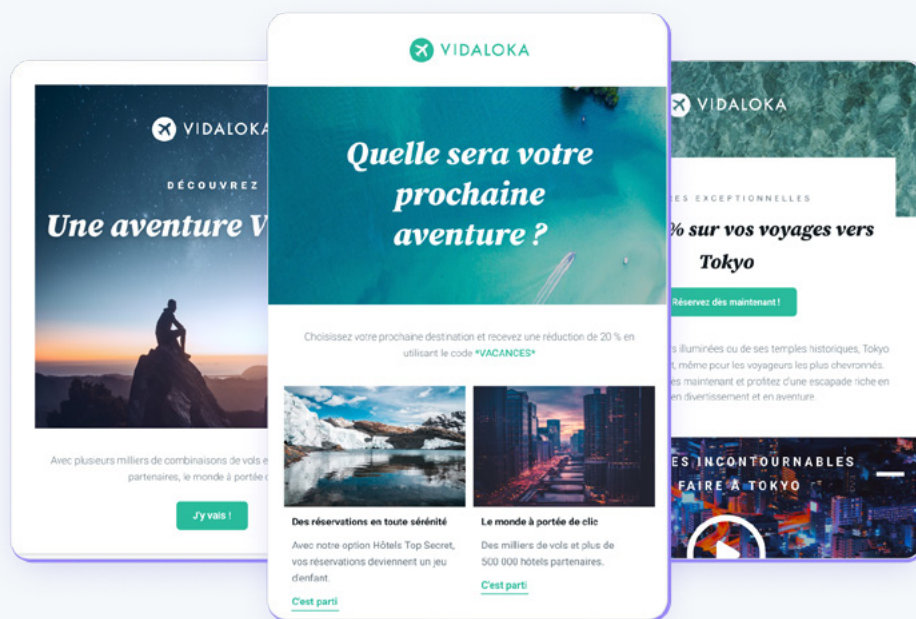 VIDALOKA
DÉCOUVREZ
Une aventure V
Avec plusieurs milliers de combinaisons de vols
partenaires, le monde à portée
J'y vais !
VIDALOKA
Quelle sera votre
prochaine
aventure ?
Choisissez votre prochaine destination et recevez une réduction de 20 % en
utilisant le code *VACANCES*
Des réservations en toute sérénité
Avec notre option Hôtels Top Secret,
vos réservations deviennent un jeu
d'enfant.
C'est parti
Le monde à portée de clic
Des milliers de vols et plus de
500 000 hôtels partenaires.
C'est parti
VIDALOKA
ES EXCEPTIONNELLES
% sur vos voyages vers
Tokyo
Réservez dès maintenant !
illuminées ou de ses temples historiques, Tokyo
même pour les voyageurs les plus chevronnés.
maintenant et profitez d'une escapade riche en
en divertissement et en aventure.
ES INCONTOURNABLES
FAIRE À TOKYO